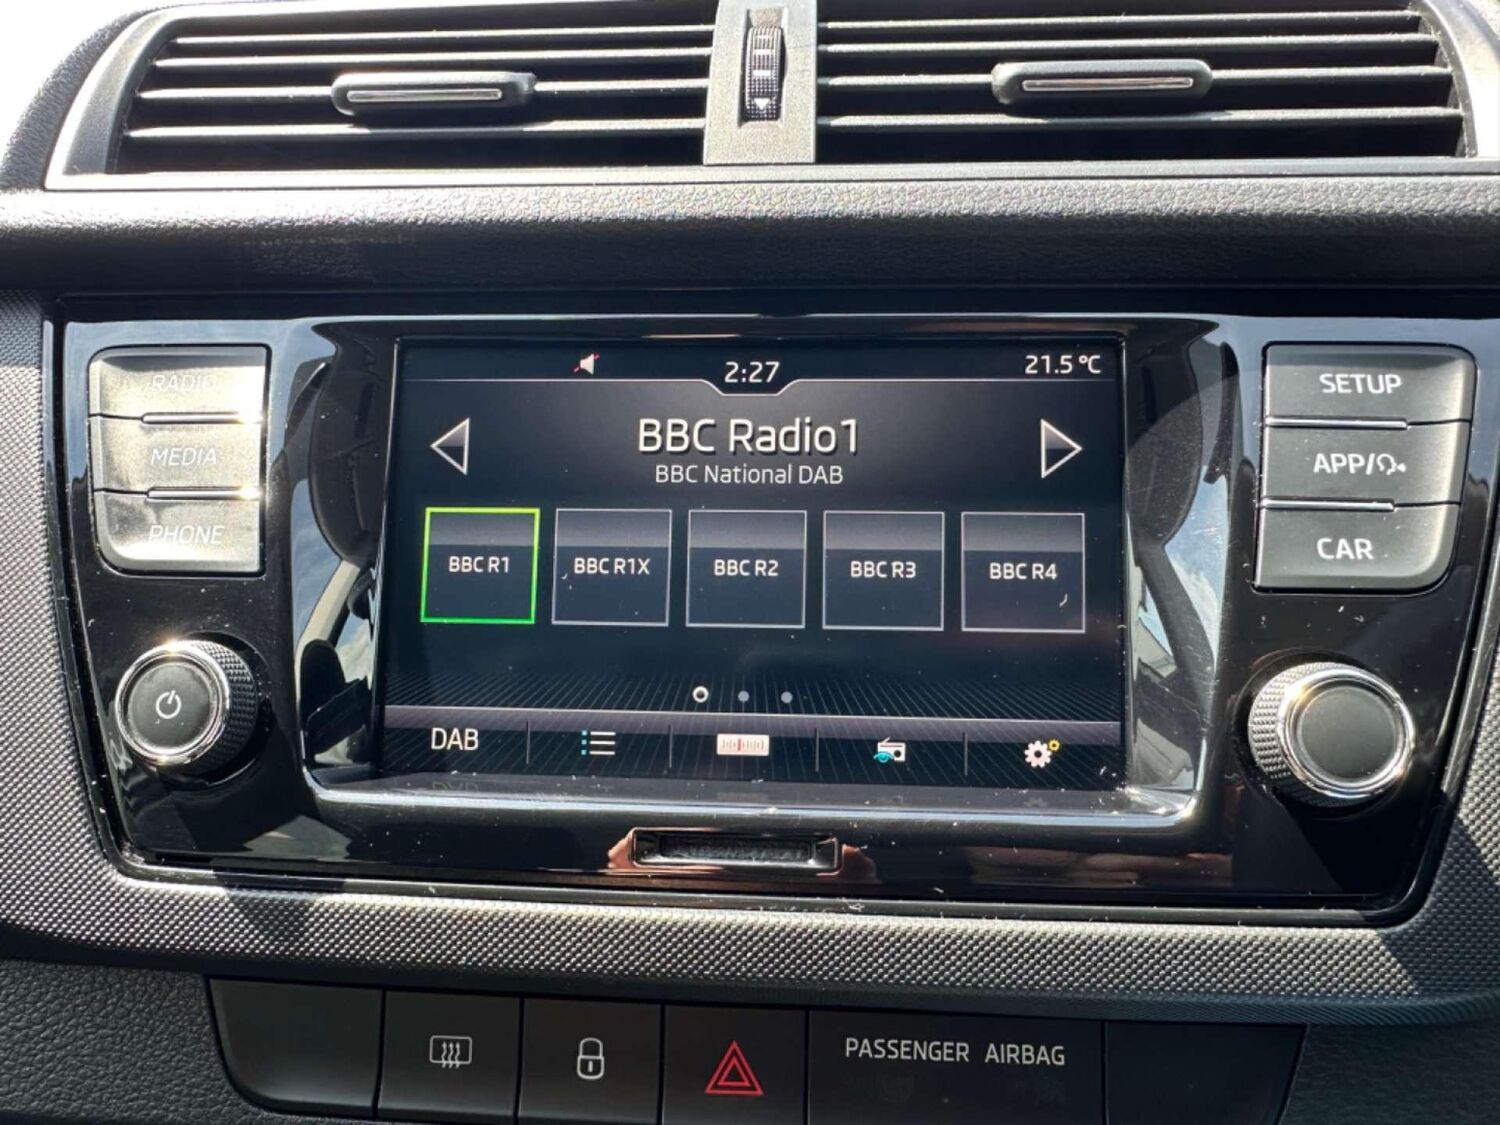 2:27
21.5 °C
BBC Radio1
BBC National DAB
BBC R1
BBC R1X
BBC R2
BBC R3
BBC R4
DAB
RADIO
MEDIA
PHONE
SETUP
APP/
CAR
PASSENGER AIRBAG